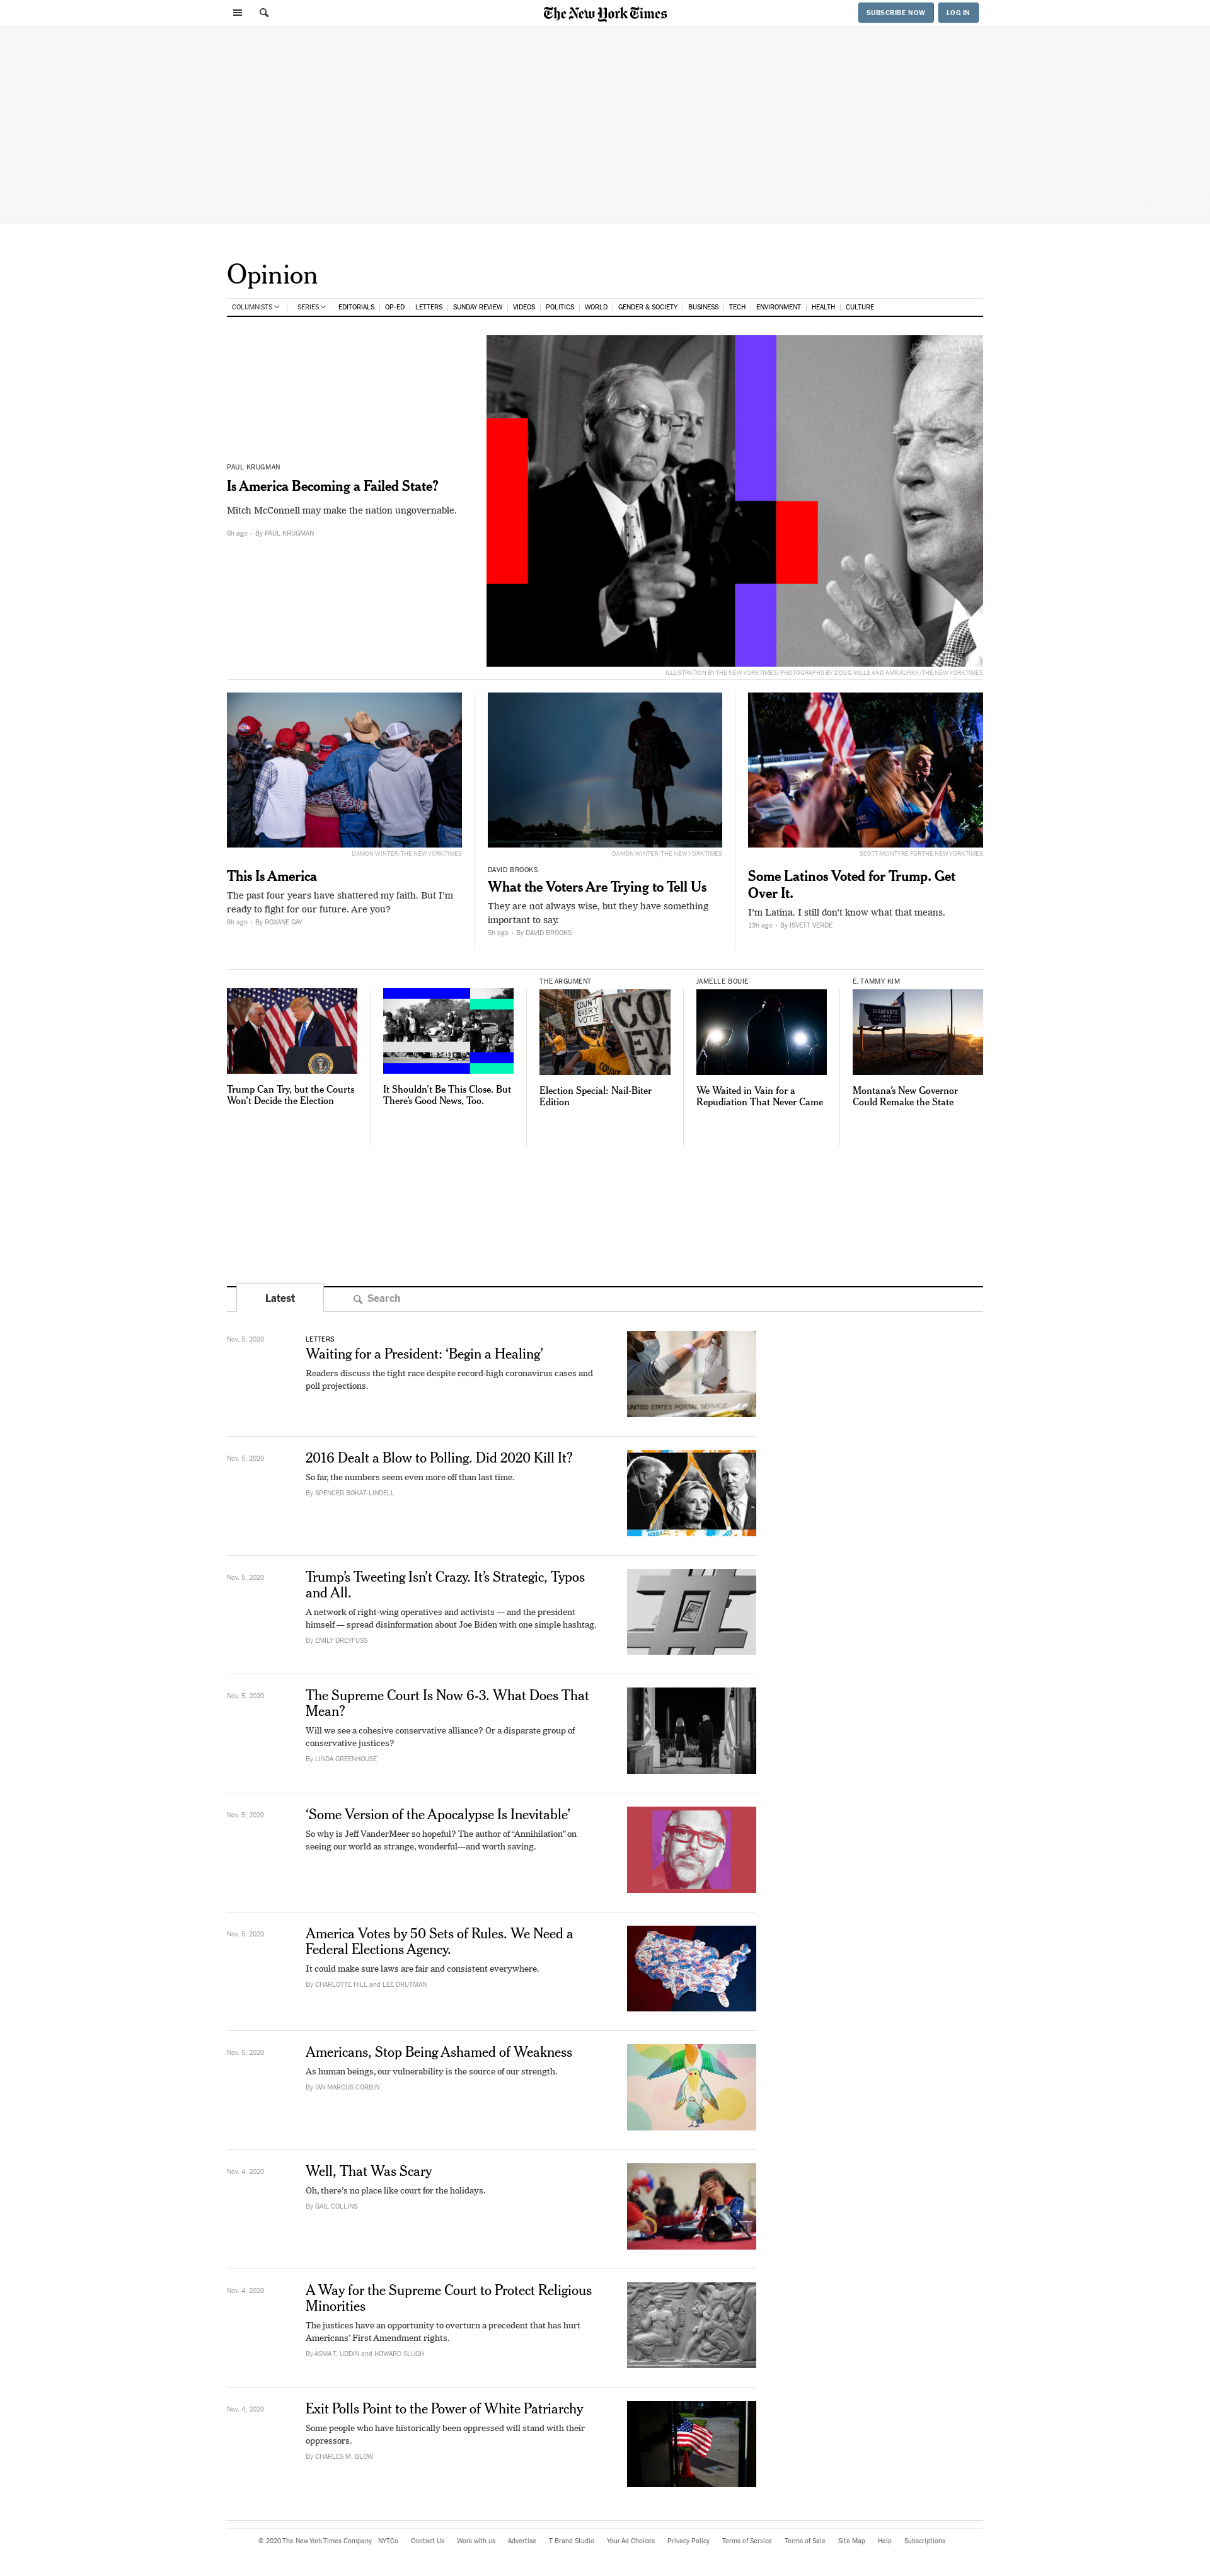 The New York Times
SUBSCRIBE NOW
LOG IN
Opinion
COLUMNISTS
SERIES
EDITORIALS
OP-ED
LETTERS
SUNDAY REVIEW
VIDEOS
POLITICS
WORLD
GENDER & SOCIETY
BUSINESS
TECH
ENVIRONMENT
HEALTH
CULTURE
PAUL KRUGMAN
Is America Becoming a Failed State?
Mitch McConnell may make the nation ungovernable.
6h ago · By PAUL KRUGMAN
ILLUSTRATION BY THE NEW YORK TIMES/PHOTOGRAPHS BY DOUG MILLS AND AMR ALFIKY/THE NEW YORK TIMES
DAMON WINTER/THE NEW YORK TIMES
This Is America
The past four years have shattered my faith. But I’m
ready to fight for our future. Are you?
9h ago · By ROXANE GAY
DAMON WINTER/THE NEW YORK TIMES
DAVID BROOKS
What the Voters Are Trying to Tell Us
They are not always wise, but they have something
important to say.
5h ago · By DAVID BROOKS
SCOTT MCINTYRE FOR THE NEW YORK TIMES
Some Latinos Voted for Trump. Get
Over It.
I’m Latina. I still don’t know what that means.
13h ago · By ISVETT VERDE
Trump Can Try, but the Courts
Won’t Decide the Election
It Shouldn’t Be This Close. But
There’s Good News, Too.
THE ARGUMENT
COUNT
EVERY
VOTE
Election Special: Nail-Biter
Edition
JAMELLE BOUIE
We Waited in Vain for a
Repudiation That Never Came
E. TAMMY KIM
GIANFORTE
Montana’s New Governor
Could Remake the State
Latest
Search
Nov. 5, 2020
LETTERS
Waiting for a President: ‘Begin a Healing’
Readers discuss the tight race despite record-high coronavirus cases and
poll projections.
UNITED STATES POSTAL SERVICE
Nov. 5, 2020
2016 Dealt a Blow to Polling. Did 2020 Kill It?
So far, the numbers seem even more off than last time.
By SPENCER BOKAT-LINDELL
Nov. 5, 2020
Trump’s Tweeting Isn’t Crazy. It’s Strategic, Typos
and All.
A network of right-wing operatives and activists — and the president
himself — spread disinformation about Joe Biden with one simple hashtag.
By EMILY DREYFUSS
Nov. 5, 2020
The Supreme Court Is Now 6-3. What Does That
Mean?
Will we see a cohesive conservative alliance? Or a disparate group of
conservative justices?
By LINDA GREENHOUSE
Nov. 5, 2020
‘Some Version of the Apocalypse Is Inevitable’
So why is Jeff VanderMeer so hopeful? The author of “Annihilation” on
seeing our world as strange, wonderful—and worth saving.
Nov. 5, 2020
America Votes by 50 Sets of Rules. We Need a
Federal Elections Agency.
It could make sure laws are fair and consistent everywhere.
By CHARLOTTE HILL and LEE DRUTMAN
Nov. 5, 2020
Americans, Stop Being Ashamed of Weakness
As human beings, our vulnerability is the source of our strength.
By IAN MARCUS CORBIN
Nov. 4, 2020
Well, That Was Scary
Oh, there’s no place like court for the holidays.
By GAIL COLLINS
Nov. 4, 2020
A Way for the Supreme Court to Protect Religious
Minorities
The justices have an opportunity to overturn a precedent that has hurt
Americans’ First Amendment rights.
By ASMA T. UDDIN and HOWARD SLUGH
Nov. 4, 2020
Exit Polls Point to the Power of White Patriarchy
Some people who have historically been oppressed will stand with their
oppressors.
By CHARLES M. BLOW
© 2020 The New York Times Company
NYTCo
Contact Us
Work with us
Advertise
T Brand Studio
Your Ad Choices
Privacy Policy
Terms of Service
Terms of Sale
Site Map
Help
Subscriptions